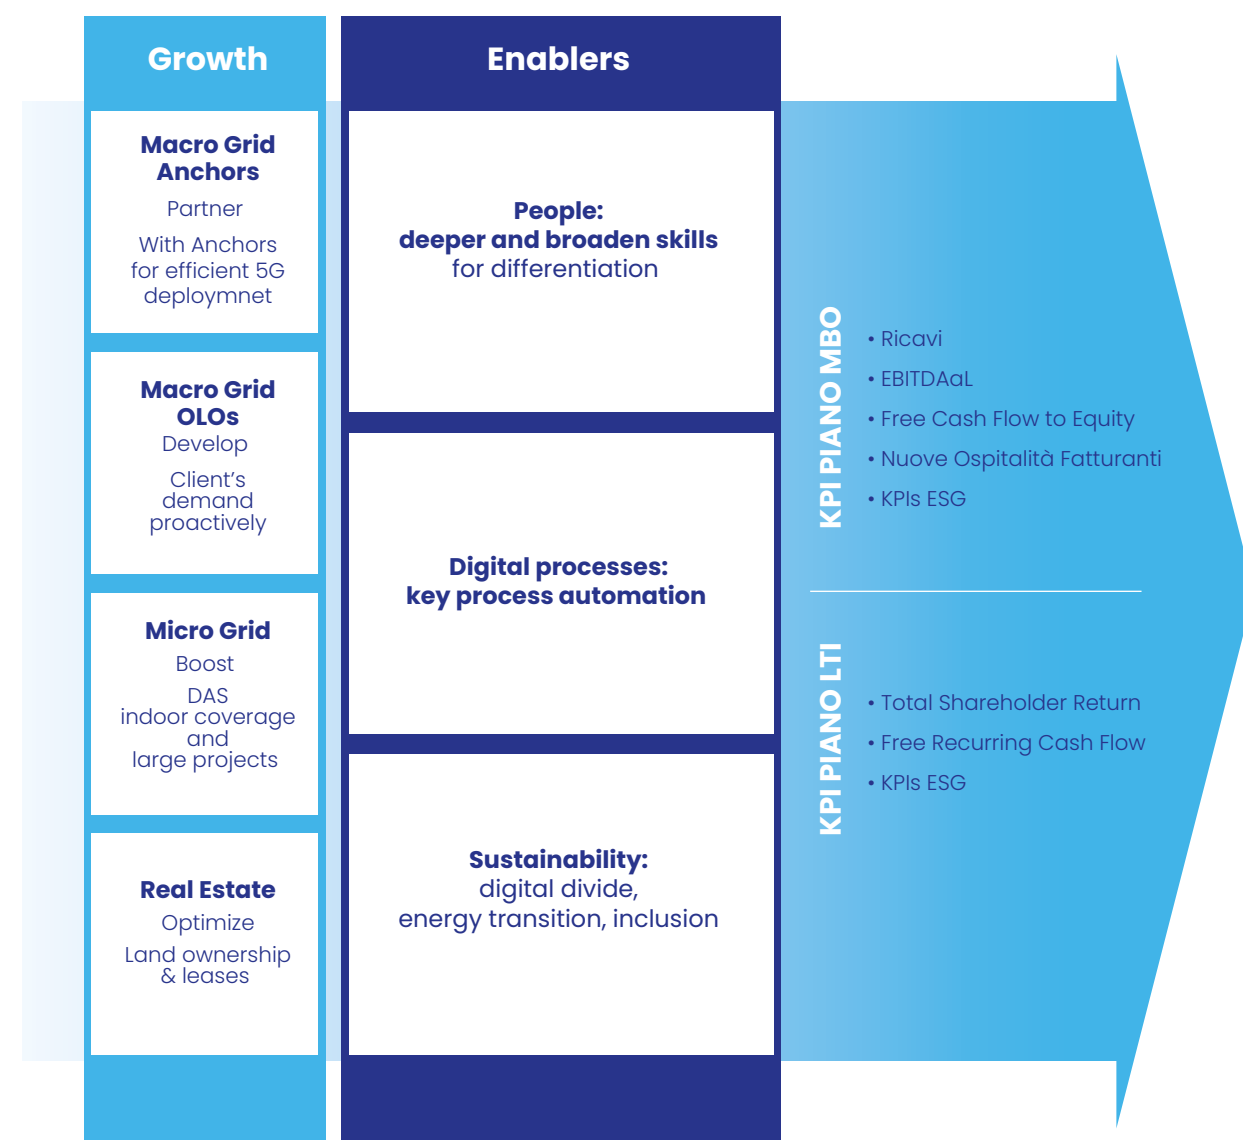 Growth
Macro Grid
Anchors
Partner
With Anchors
for efficient 5G
deploymnet
Macro Grid
OLOs
Develop
Client’s
demand
proactively
Micro Grid
Boost
DAS
indoor coverage
and
large projects
Real Estate
Optimize
Land ownership
& leases
Enablers
People:
deeper and broaden skills
for differentiation
Digital processes:
key process automation
Sustainability:
digital divide,
energy transition, inclusion
KPI PIANO MBO
• Ricavi
• EBITDAaL
• Free Cash Flow to Equity
• Nuove Ospitalità Fatturanti
• KPIs ESG
KPI PIANO LTI
• Total Shareholder Return
• Free Recurring Cash Flow
• KPIs ESG